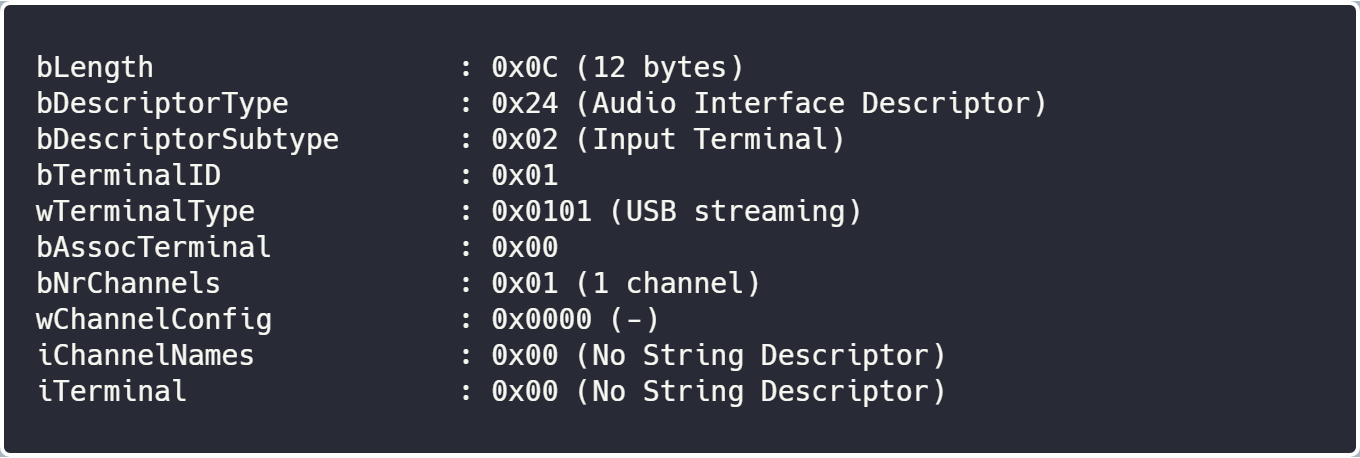 bLength                  : 0x0C (12 bytes)
bDescriptorType          : 0x24 (Audio Interface Descriptor)
bDescriptorSubtype       : 0x02 (Input Terminal)
bTerminalID              : 0x01
wTerminalType            : 0x0101 (USB streaming)
bAssocTerminal           : 0x00
bNrChannels              : 0x01 (1 channel)
wChannelConfig           : 0x0000 (-)
iChannelNames            : 0x00 (No String Descriptor)
iTerminal                : 0x00 (No String Descriptor)